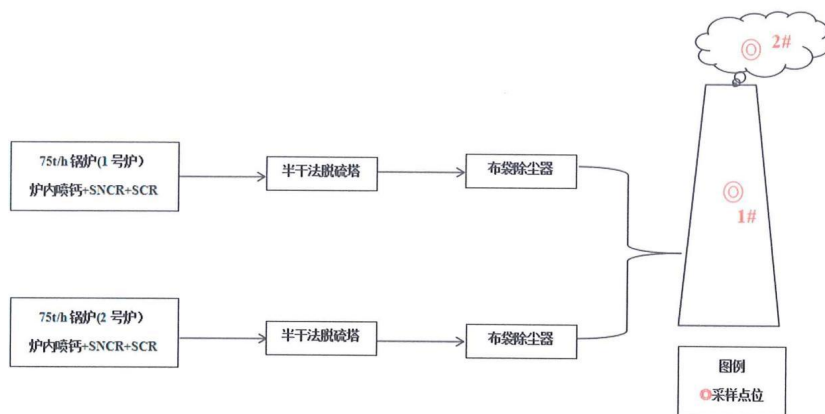 2#
75t/h 锅炉(1 号炉)
炉内喷钙+SNCR+SCR
半干法脱硫塔
布袋除尘器
1#
75t/h 锅炉(2 号炉)
炉内喷钙+SNCR+SCR
半干法脱硫塔
布袋除尘器
图例
◎采样点位